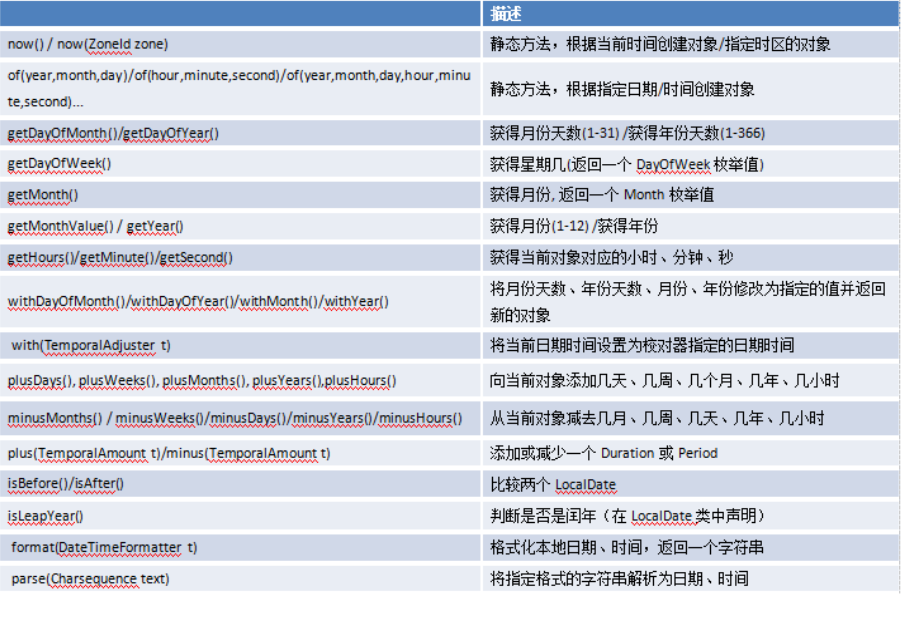 描述
now() / now(ZoneId zone)
静态方法，根据当前时间创建对象/指定时区的对象
of(year,month,day)/of(hour,minute,second)/of(year,month,day,hour,minu
te,second)...
静态方法，根据指定日期/时间创建对象
getDayOfMonth()/getDayOfYear()
获得月份天数(1-31) /获得年份天数(1-366)
getDayOfWeek()
获得星期几(返回一个 DayOfWeek 枚举值)
getMonth()
获得月份, 返回一个 Month 枚举值
getMonthValue() / getYear()
获得月份(1-12) /获得年份
getHours()/getMinute()/getSecond()
获得当前对象对应的小时、分钟、秒
withDayOfMonth()/withDayOfYear()/withMonth()/withYear()
将月份天数、年份天数、月份、年份修改为指定的值并返回
新的对象
with(TemporalAdjuster t)
将当前日期时间设置为校对器指定的日期时间
plusDays(), plusWeeks(), plusMonths(), plusYears(),plusHours()
向当前对象添加几天、几周、几个月、几年、几小时
minusMonths() / minusWeeks()/minusDays()/minusYears()/minusHours()
从当前对象减去几月、几周、几天、几年、几小时
plus(TemporalAmount t)/minus(TemporalAmount t)
添加或减少一个 Duration 或 Period
isBefore()/isAfter()
比较两个 LocalDate
isLeapYear()
判断是否是闰年（在 LocalDate 类中声明）
format(DateTimeFormatter t)
格式化本地日期、时间，返回一个字符串
parse(Charsequence text)
将指定格式的字符串解析为日期、时间